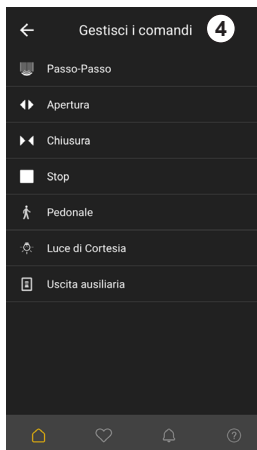 Gestisci i comandi 4
Passo-Passo
Apertura
Chiusura
Stop
Pedonale
Luce di Cortesia
Uscita ausiliaria